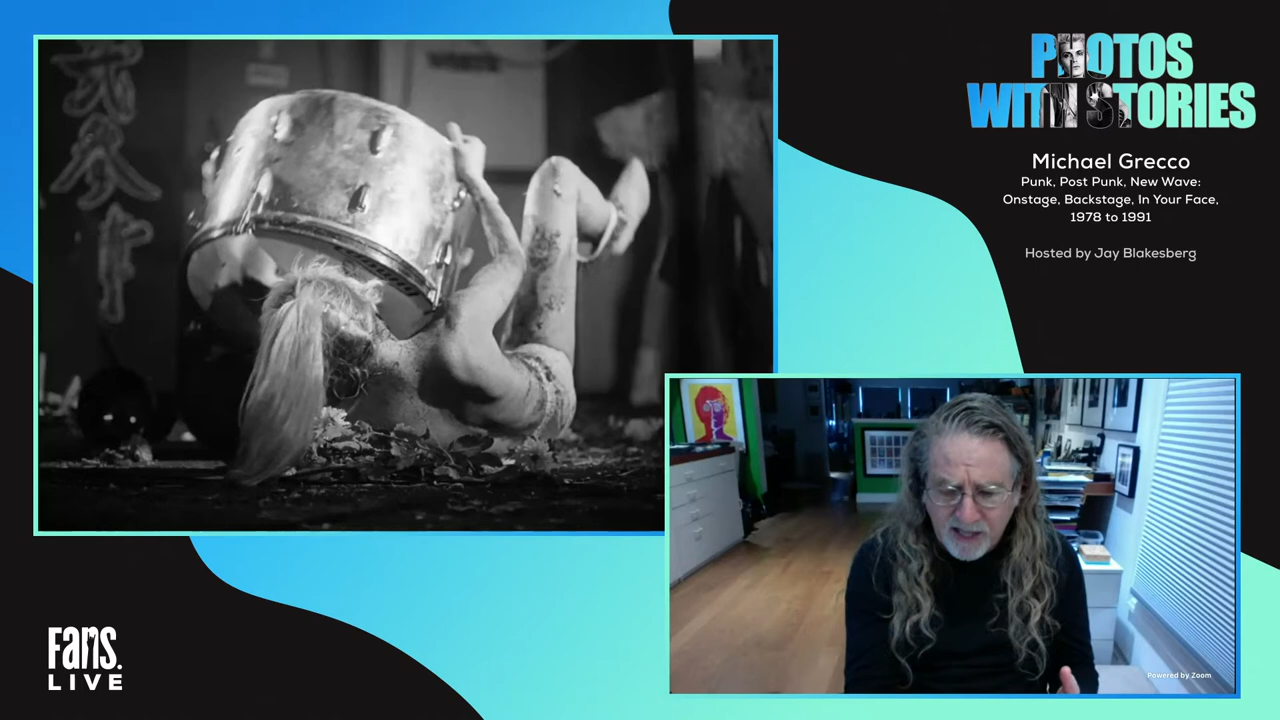 PHOTOS
WITH STORIES
Michael Grecco
Punk, Post Punk, New Wave:
Onstage, Backstage, In Your Face,
1978 to 1991
Hosted by Jay Blakesberg
Fans.
LIVE
Powered by Zoom